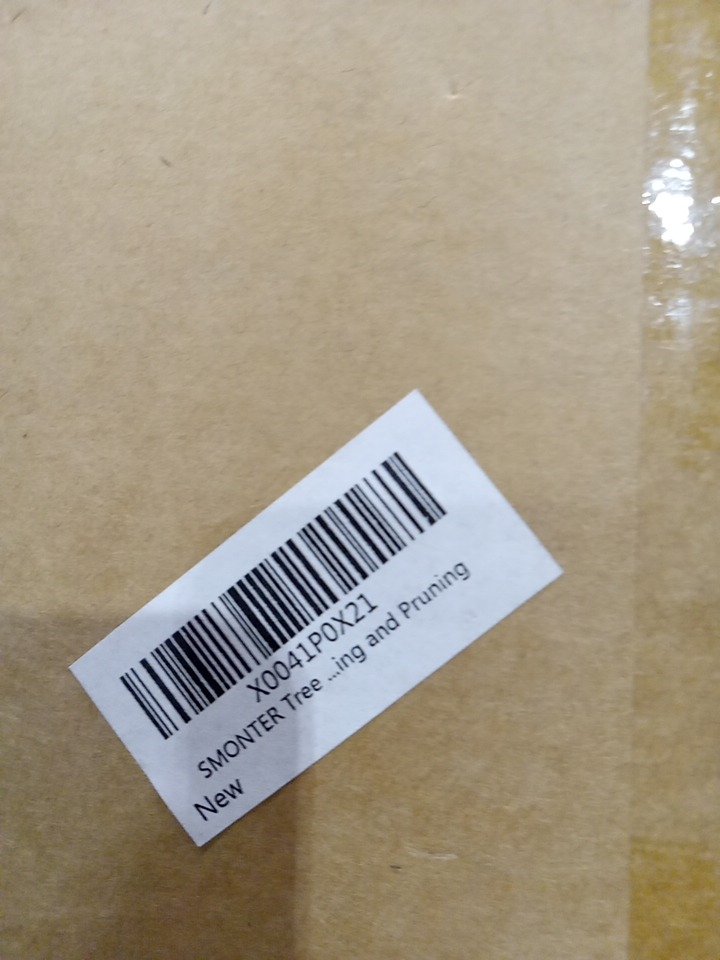 X0041P0X21
SMONTER Tree ...ing and Pruning
New